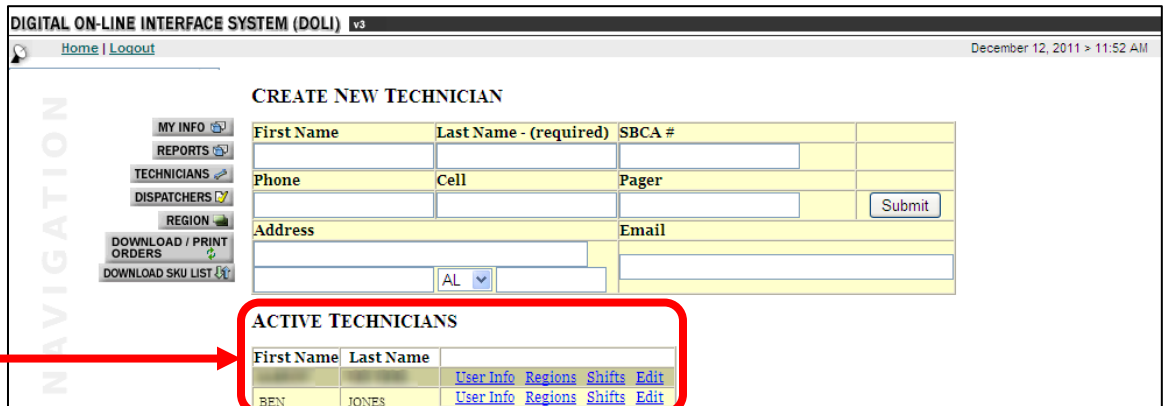 DIGITAL ON-LINE INTERFACE SYSTEM (DOLI) v3
Home | Logout December 12, 2011 > 11:52 AM
NAVIGATION
MY INFO
REPORTS
TECHNICIANS
DISPATCHERS
REGION
DOWNLOAD / PRINT
ORDERS
DOWNLOAD SKU LIST
CREATE NEW TECHNICIAN
First Name Last Name - (required) SBCA #
Phone Cell Pager
Submit
Address Email
AL
ACTIVE TECHNICIANS
First Name Last Name
User Info Regions Shifts Edit
BEN JONES User Info Regions Shifts Edit